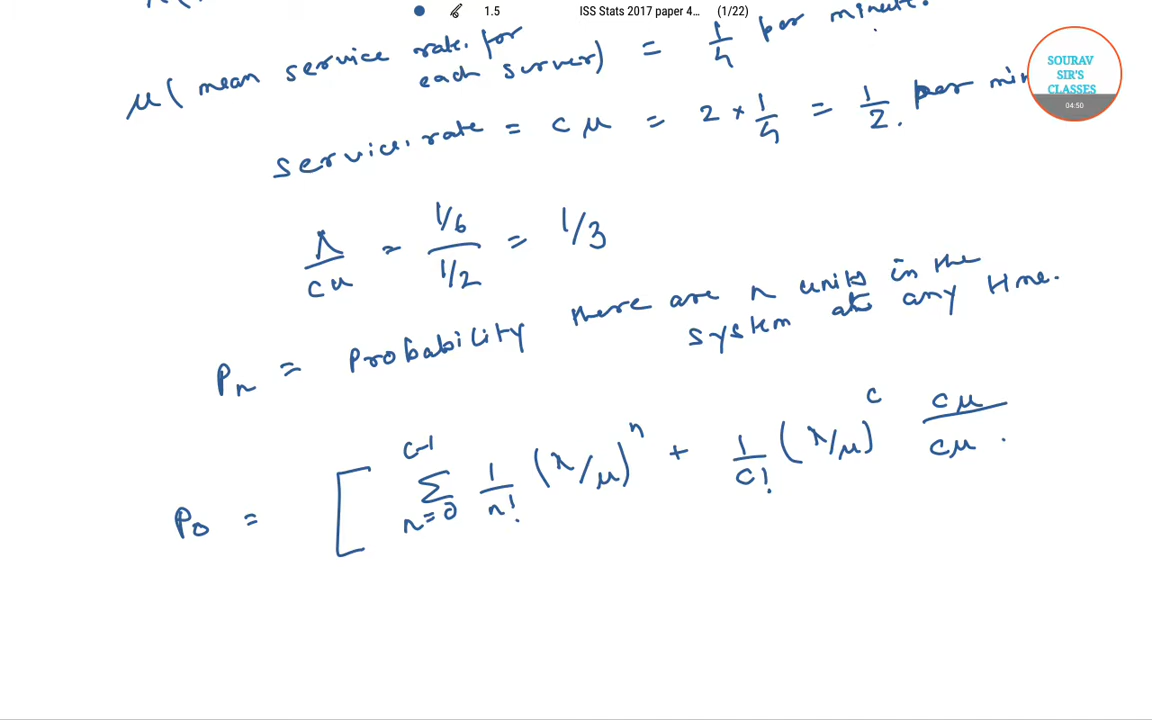 1.5 ISS Stats 2017 paper 4... (1/22)
μ ( mean service rate. for each surver) = 1/4 per minute.
SOURAV
SIR'S
CLASSES
04:50
service. rate = cμ = 2 * 1/4 = 1/2. per min
λ/cμ = (1/6)/(1/2) = 1/3
Pn = Probability there are n units in the
system at any time.
P0 = [ Σ_{n=0}^{c-1} 1/n! (λ/μ)^n + 1/c! (λ/μ)^c cμ/cμ .